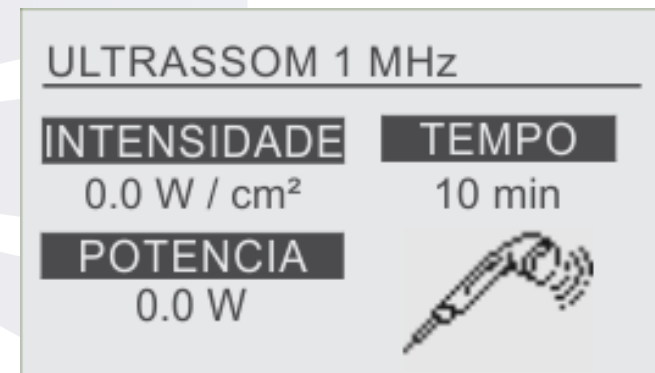 ULTRASSOM 1 MHz
INTENSIDADE
0.0 W / cm²
TEMPO
10 min
POTENCIA
0.0 W